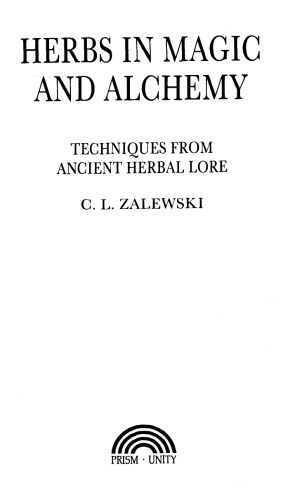 HERBS IN MAGIC
AND ALCHEMY
TECHNIQUES FROM
ANCIENT HERBAL LORE
C. L. ZALEWSKI
PRISM · UNITY